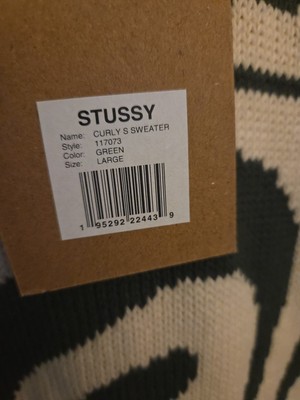 STUSSY
Name: CURLY S SWEATER
Style: 117073
Color: GREEN
Size: LARGE
1 95292 22443 9